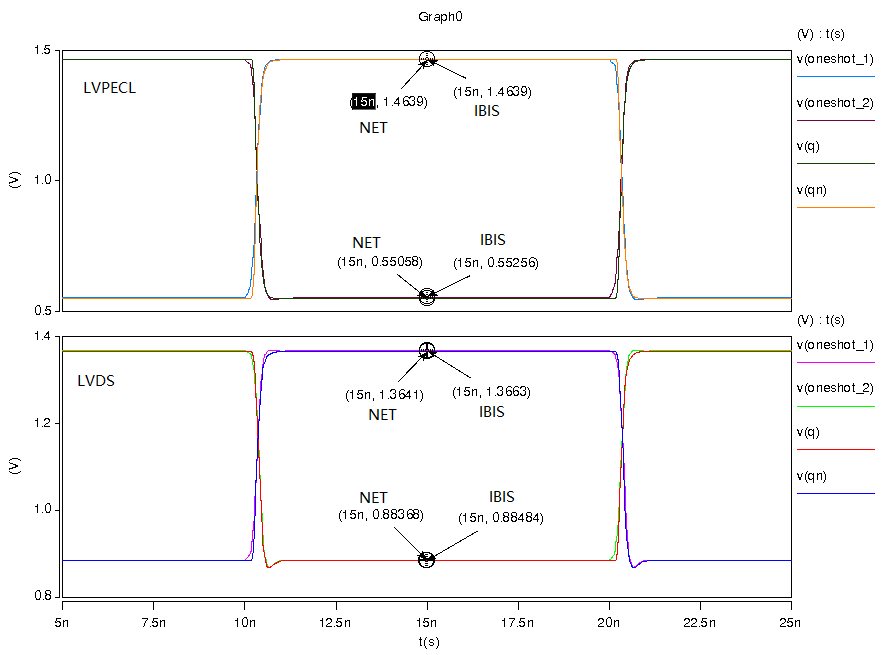 Graph0
(V) : t(s)
v(oneshot_1)
v(oneshot_2)
v(q)
v(qn)
1.5
1.0
0.5
(V)
LVPECL
(15n, 1.4639)
NET
(15n, 1.4639)
IBIS
NET
(15n, 0.55058)
IBIS
(15n, 0.55256)
(V) : t(s)
v(oneshot_1)
v(oneshot_2)
v(q)
v(qn)
1.4
1.2
1.0
0.8
(V)
LVDS
(15n, 1.3641)
NET
(15n, 1.3663)
IBIS
NET
(15n, 0.88368)
IBIS
(15n, 0.88484)
5n 7.5n 10n 12.5n 15n 17.5n 20n 22.5n 25n
t(s)